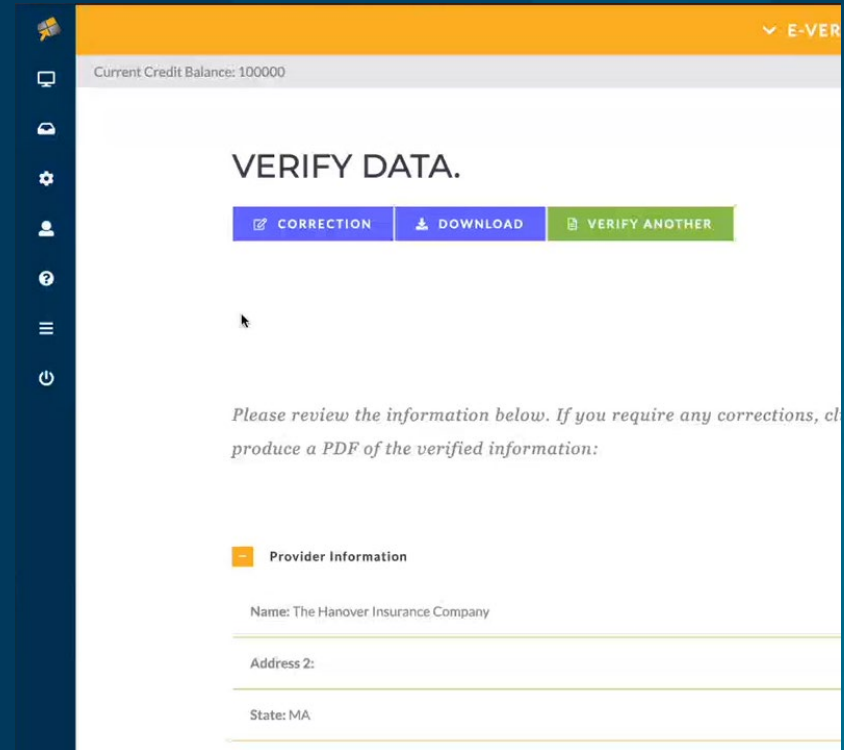 E-VER
Current Credit Balance: 100000
VERIFY DATA.
CORRECTION DOWNLOAD VERIFY ANOTHER
Please review the information below. If you require any corrections, cl
produce a PDF of the verified information:
Provider Information
Name: The Hanover Insurance Company
Address 2:
State: MA